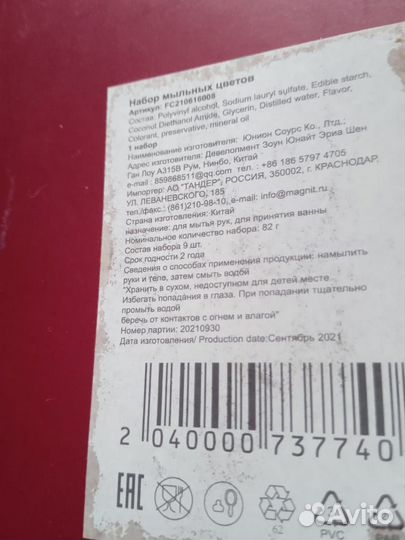 Набор мыльных цветов
Артикул: FC210616008
Состав: Polyvinyl alcohol, Sodium lauryl sulfate, Edible starch,
Coconut Diethanol Amide, Glycerin, Distilled water, Flavor,
Colorant, preservative, mineral oil
1 набор
Наименование изготовителя: Юнион Соурс Ко., Лтд.;
Адрес изготовителя: Девелопмент Зоун Юнайт Эриа Шен
Ган Лоу А315В Рум, Нинбо, Китай
e-mail : 859868511@qq.com тел.: +86 186 5797 4705
Импортер: АО "ТАНДЕР", РОССИЯ, 350002, г. КРАСНОДАР,
УЛ. ЛЕВАНЕВСКОГО, 185
тел./факс.: (861)210-98-10, e-mail: info@magnit.ru
Страна изготовления: Китай
назначение: для мытья рук, для принятия ванны
Номинальное количество набора: 82 г
Состав набора 9 шт.
Срок годности 2 года
Сведения о способах применения продукции: намылить
руки и тело, затем смыть водой
"Хранить в сухом, недоступном для детей месте
Избегать попадания в глаза. При попадании тщательно
промыть водой
беречь от контактов с огнем и влагой"
Номер партии: 20210930
Дата изготовления/ Production date:Сентябрь 2021
2 040000 737740
EAC
62
PVC
Avito